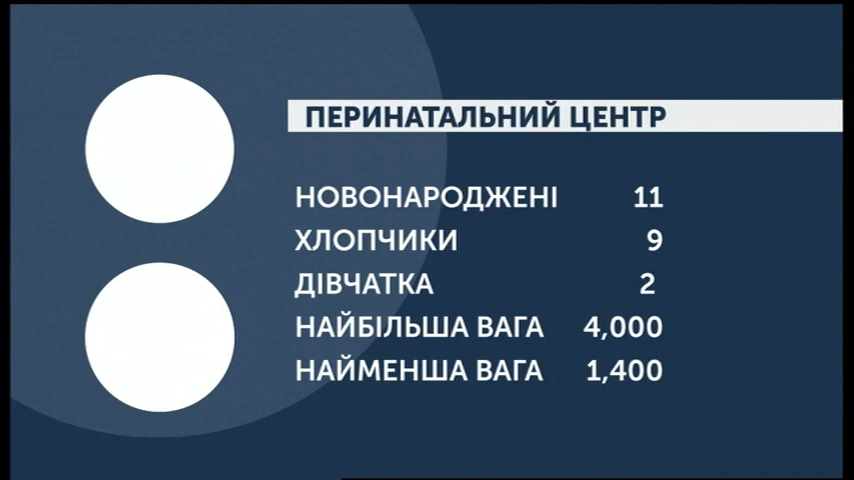 ПЕРИНАТАЛЬНИЙ ЦЕНТР
НОВОНАРОДЖЕНІ 11
ХЛОПЧИКИ 9
ДІВЧАТКА 2
НАЙБІЛЬША ВАГА 4,000
НАЙМЕНША ВАГА 1,400